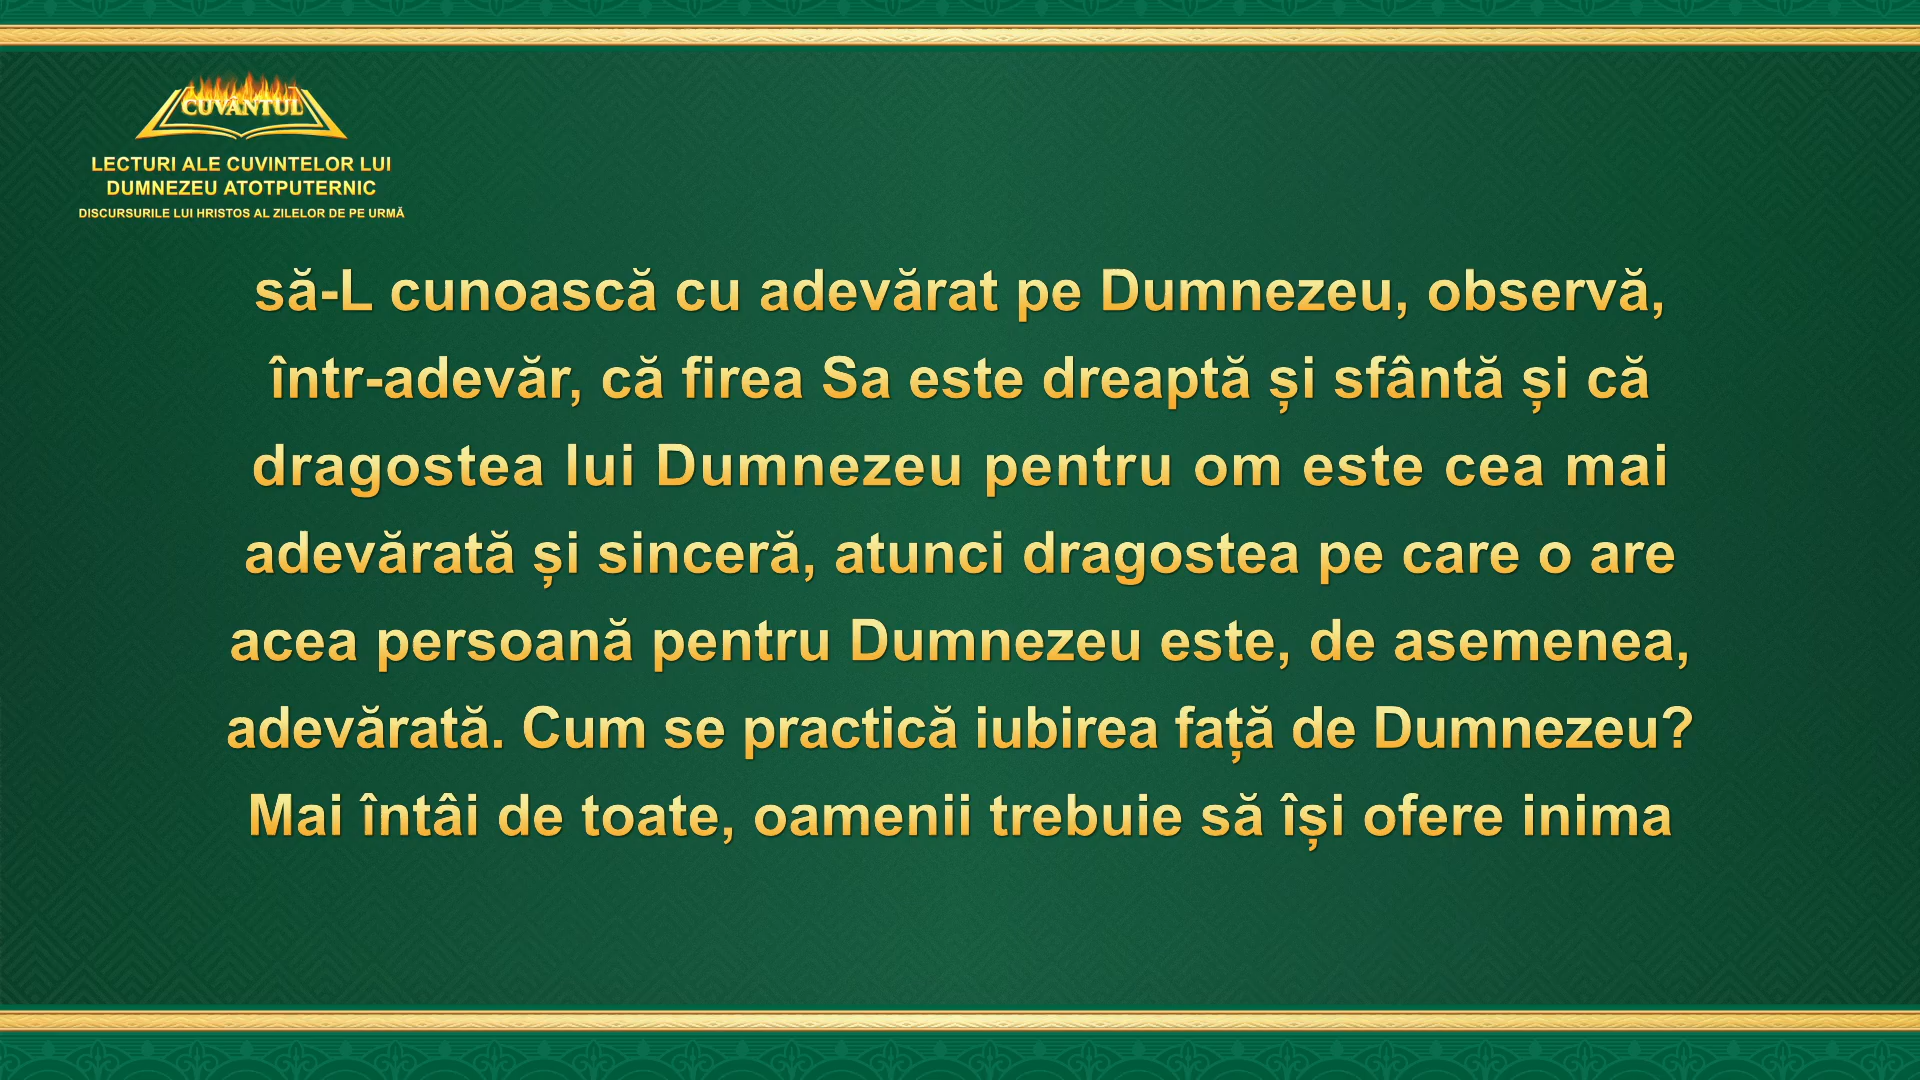 CUVÂNTUL
LECTURI ALE CUVINTELOR LUI
DUMNEZEU ATOTPUTERNIC
DISCURSURILE LUI HRISTOS AL ZILELOR DE PE URMĂ
să-L cunoască cu adevărat pe Dumnezeu, observă,
într-adevăr, că firea Sa este dreaptă și sfântă și că
dragostea lui Dumnezeu pentru om este cea mai
adevărată și sinceră, atunci dragostea pe care o are
acea persoană pentru Dumnezeu este, de asemenea,
adevărată. Cum se practică iubirea față de Dumnezeu?
Mai întâi de toate, oamenii trebuie să își ofere inima